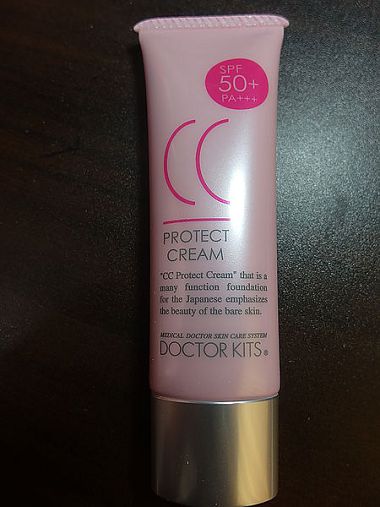 SPF
50+
PA+++
CC
PROTECT
CREAM
"CC Protect Cream" that is a
many function foundation
for the Japanese emphasizes
the beauty of the bare skin.
MEDICAL DOCTOR SKIN CARE SYSTEM
DOCTOR KITS®